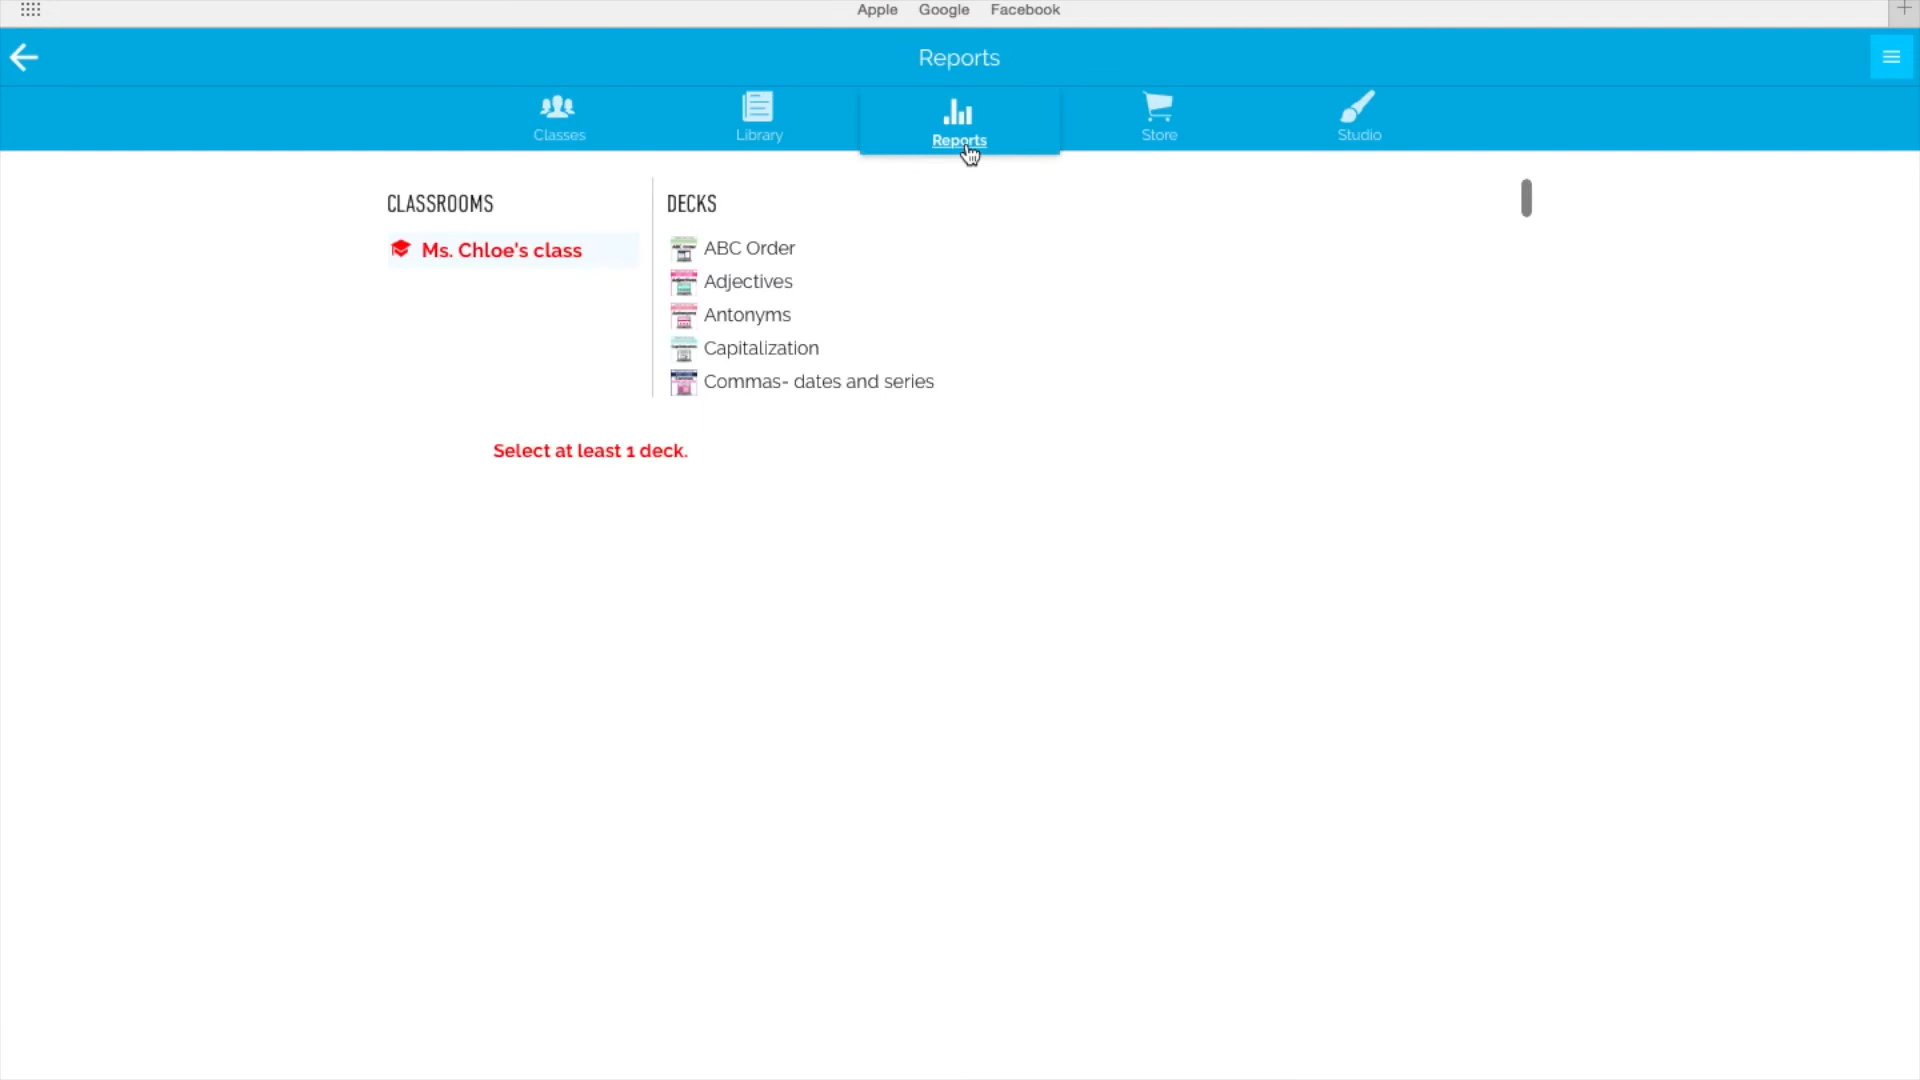 Apple Google Facebook
Reports
Classes Library Reports Store Studio
CLASSROOMS
Ms. Chloe's class
DECKS
ABC Order
Adjectives
Antonyms
Capitalization
Commas- dates and series
Select at least 1 deck.